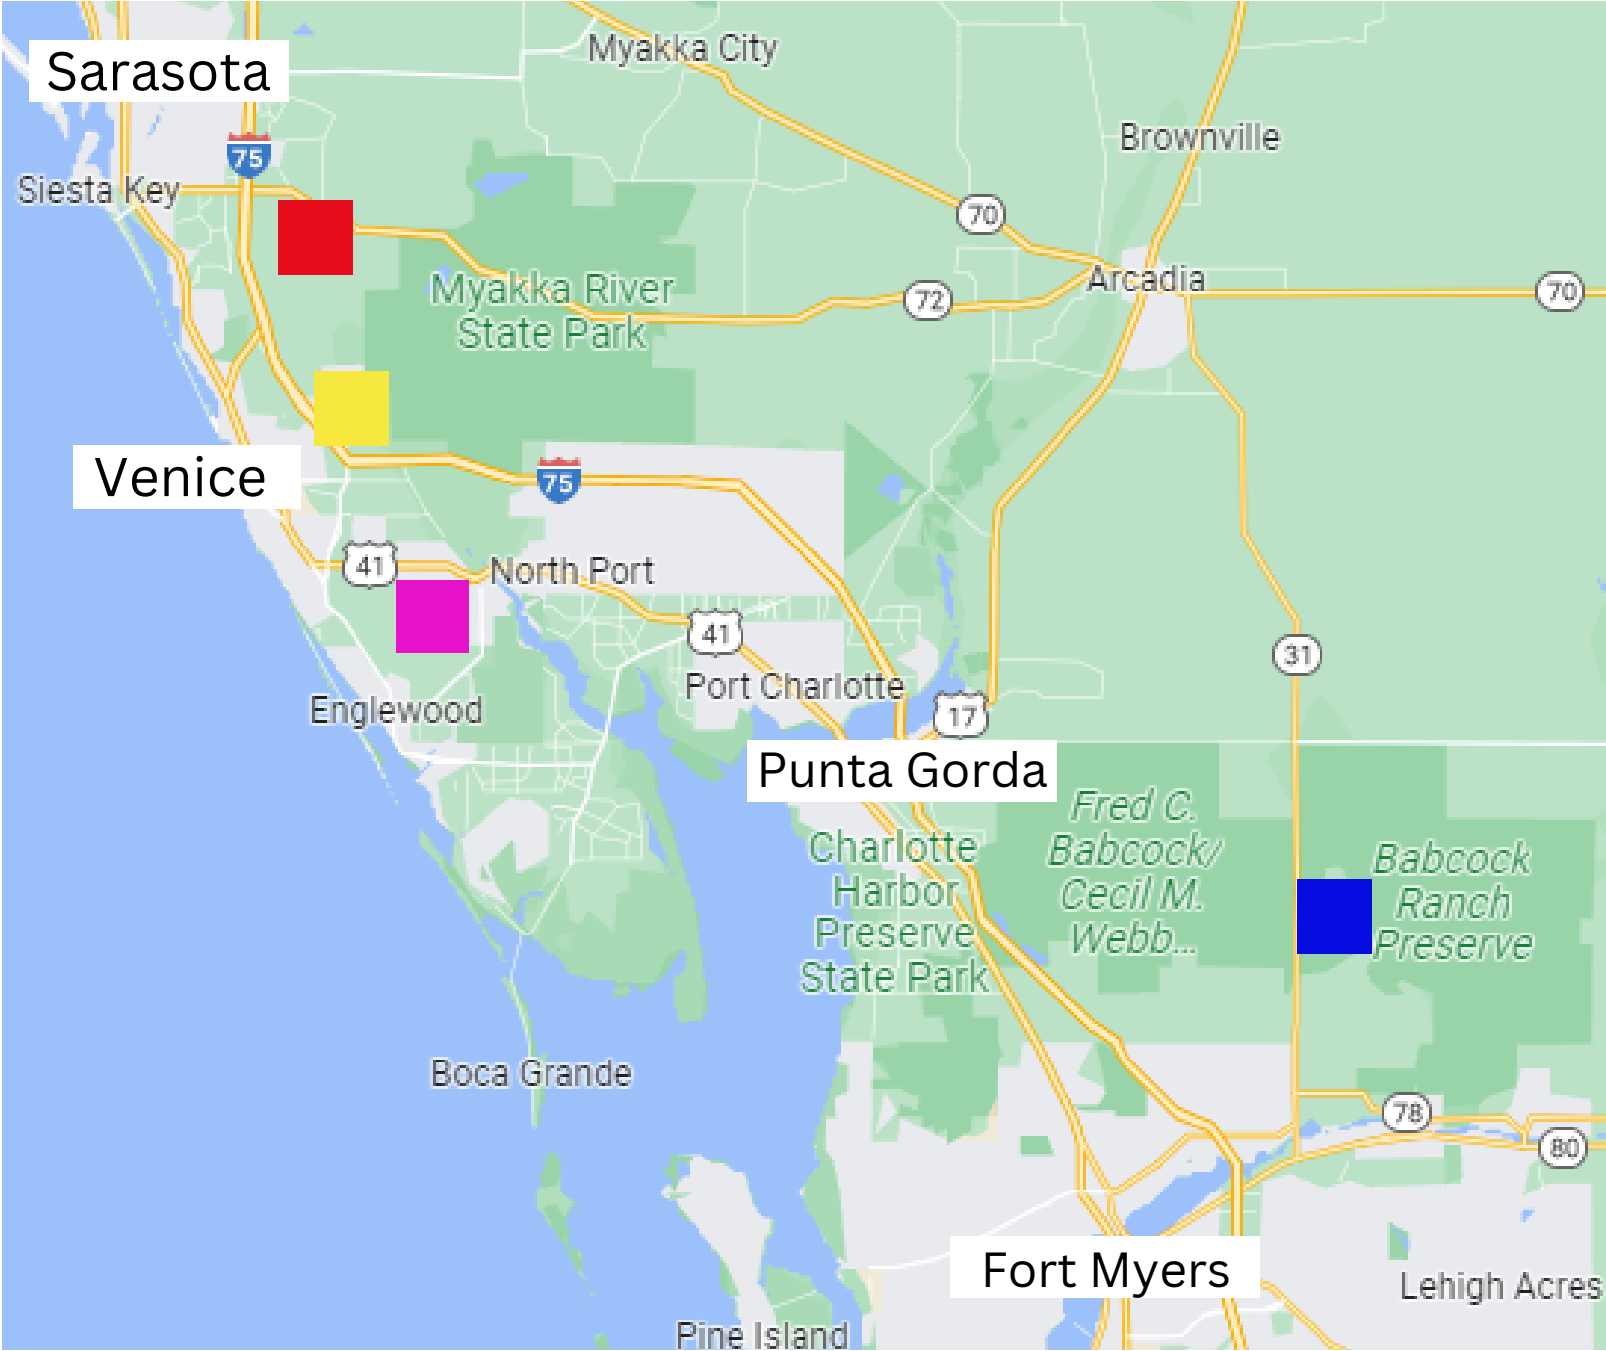 Myakka City
Sarasota
Brownville
75
Siesta Key
70
Arcadia
Myakka River
State Park
72
70
Venice
75
41
North Port
41
31
Port Charlotte
Englewood
17
Punta Gorda
Fred C.
Babcock/
Cecil M.
Webb...
Charlotte
Harbor
Preserve
State Park
Babcock
Ranch
Preserve
Boca Grande
78
80
Fort Myers
Lehigh Acres
Pine Island